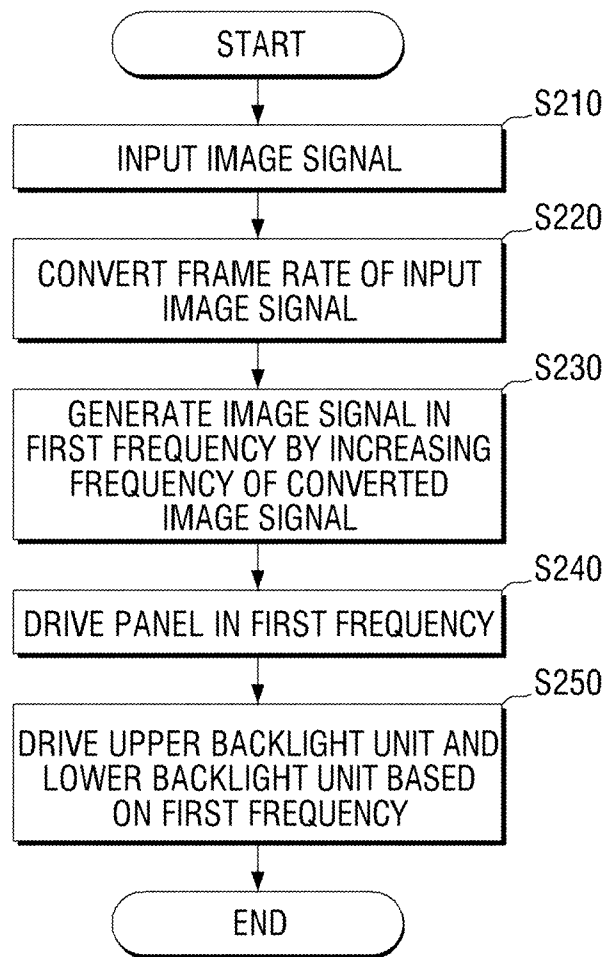 START
S210
INPUT IMAGE SIGNAL
S220
CONVERT FRAME RATE OF INPUT
IMAGE SIGNAL
S230
GENERATE IMAGE SIGNAL IN
FIRST FREQUENCY BY INCREASING
FREQUENCY OF CONVERTED
IMAGE SIGNAL
S240
DRIVE PANEL IN FIRST FREQUENCY
S250
DRIVE UPPER BACKLIGHT UNIT AND
LOWER BACKLIGHT UNIT BASED
ON FIRST FREQUENCY
END